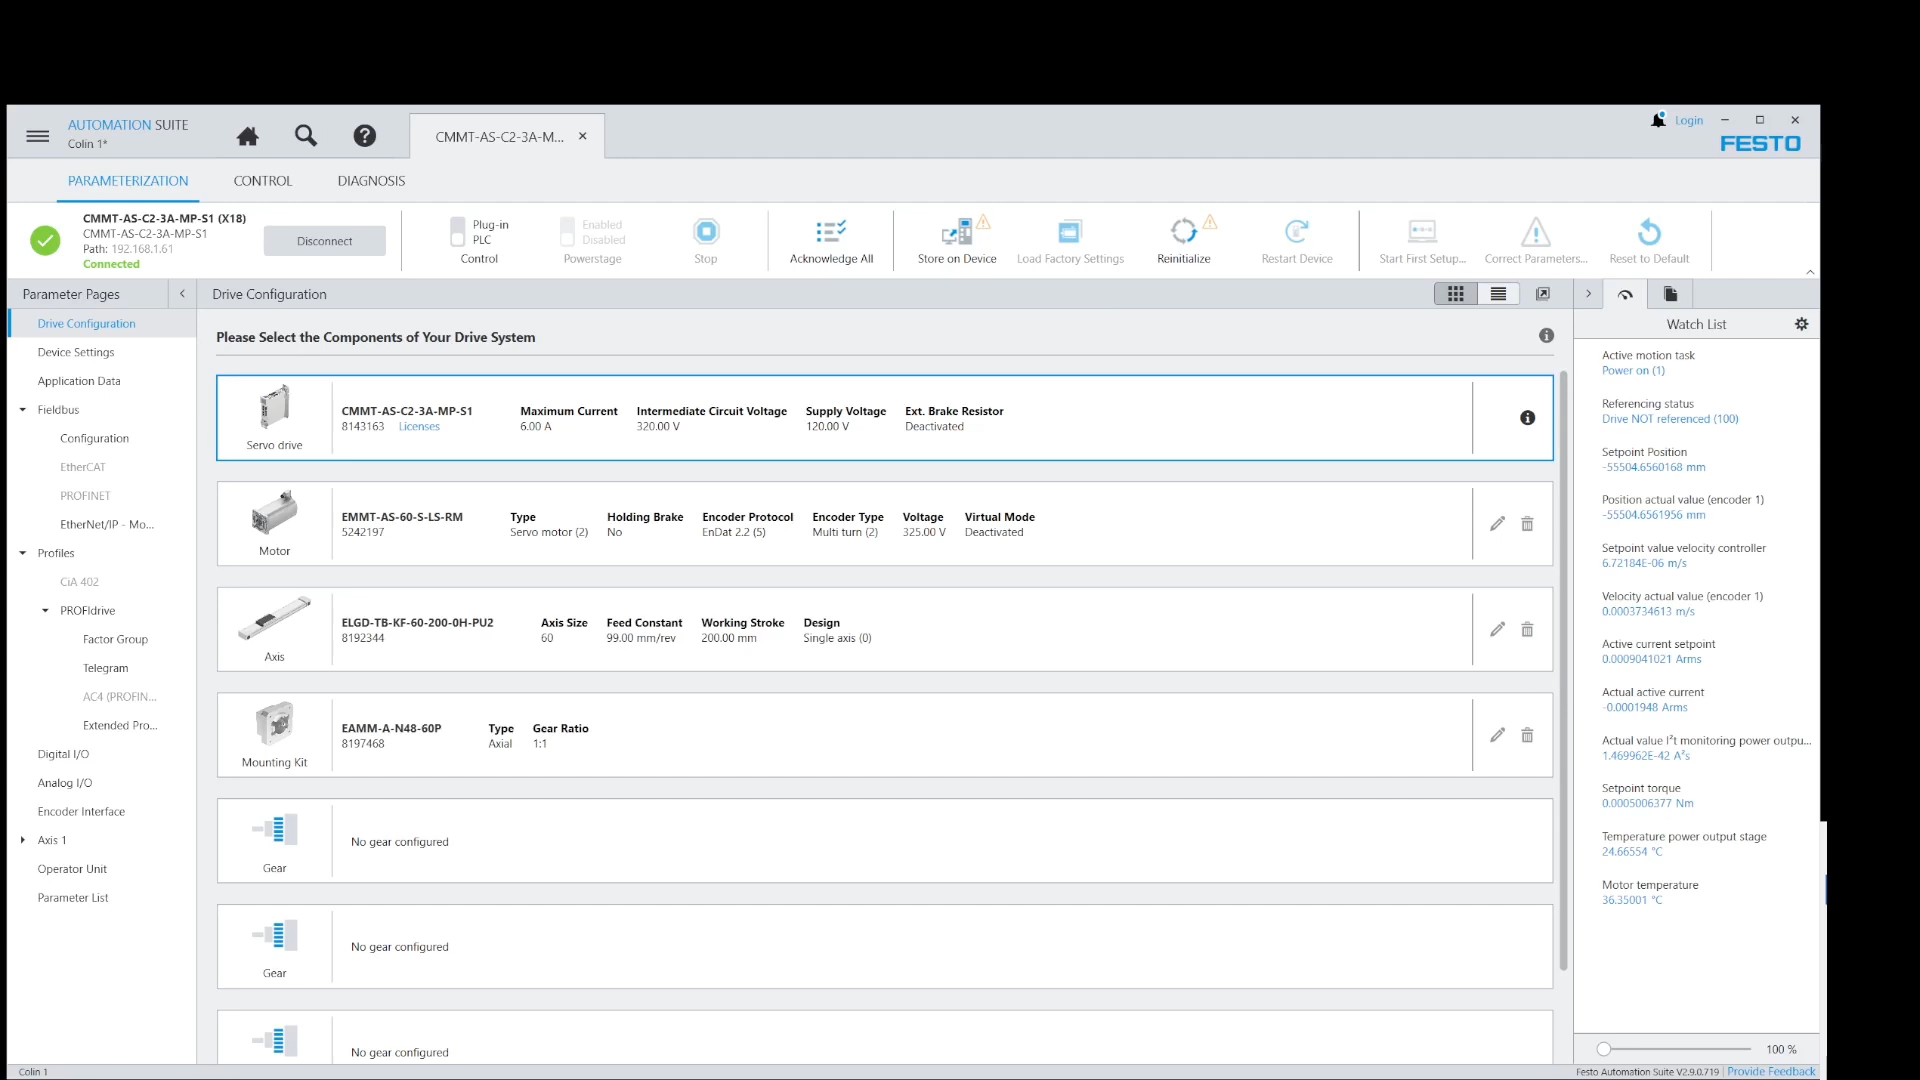 AUTOMATION SUITE
Colin 1*
CMMT-AS-C2-3A-M...
Login
FESTO
PARAMETERIZATION
CONTROL
DIAGNOSIS
CMMT-AS-C2-3A-MP-S1 (X18)
CMMT-AS-C2-3A-MP-S1
Path: 192.168.1.61
Connected
Disconnect
Plug-in
PLC
Control
Enabled
Disabled
Powerstage
Stop
Acknowledge All
Store on Device
Load Factory Settings
Reinitialize
Restart Device
Start First Setup...
Correct Parameters...
Reset to Default
Parameter Pages
Drive Configuration
Device Settings
Application Data
Fieldbus
Configuration
EtherCAT
PROFINET
EtherNet/IP - Mo...
Profiles
CiA 402
PROFIdrive
Factor Group
Telegram
AC4 (PROFIN...
Extended Pro...
Digital I/O
Analog I/O
Encoder Interface
Axis 1
Operator Unit
Parameter List
Drive Configuration
Please Select the Components of Your Drive System
Servo drive
CMMT-AS-C2-3A-MP-S1
8143163 Licenses
Maximum Current
6.00 A
Intermediate Circuit Voltage
320.00 V
Supply Voltage
120.00 V
Ext. Brake Resistor
Deactivated
Motor
EMMT-AS-60-S-LS-RM
5242197
Type
Servo motor (2)
Holding Brake
No
Encoder Protocol
EnDat 2.2 (5)
Encoder Type
Multi turn (2)
Voltage
325.00 V
Virtual Mode
Deactivated
Axis
ELGD-TB-KF-60-200-0H-PU2
8192344
Axis Size
60
Feed Constant
99.00 mm/rev
Working Stroke
200.00 mm
Design
Single axis (0)
Mounting Kit
EAMM-A-N48-60P
8197468
Type
Axial
Gear Ratio
1:1
Gear
No gear configured
Gear
No gear configured
No gear configured
Watch List
Active motion task
Power on (1)
Referencing status
Drive NOT referenced (100)
Setpoint Position
-55504.6560168 mm
Position actual value (encoder 1)
-55504.6561956 mm
Setpoint value velocity controller
6.72184E-06 m/s
Velocity actual value (encoder 1)
0.0003734613 m/s
Active current setpoint
0.0009041021 Arms
Actual active current
-0.0001948 Arms
Actual value I²t monitoring power outpu...
1.469962E-42 A²s
Setpoint torque
0.0005006377 Nm
Temperature power output stage
24.66554 °C
Motor temperature
36.35001 °C
100 %
Colin 1
Festo Automation Suite V2.9.0.719 | Provide Feedback